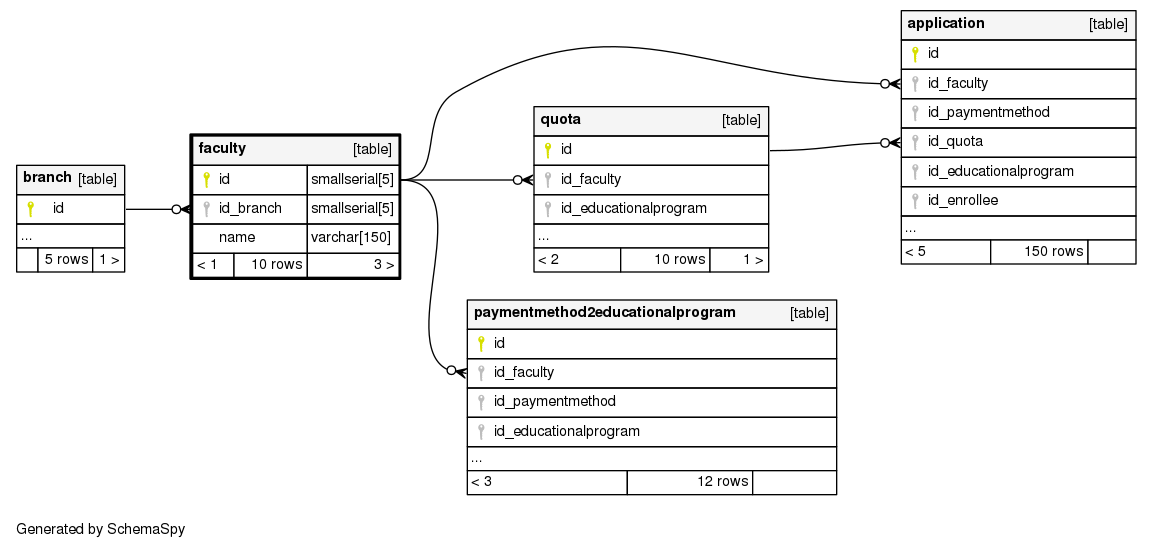 branch [table]
id
...
5 rows 1 >
faculty [table]
id smallserial[5]
id_branch smallserial[5]
name varchar[150]
< 1 10 rows 3 >
quota [table]
id
id_faculty
id_educationalprogram
...
< 2 10 rows 1 >
application [table]
id
id_faculty
id_paymentmethod
id_quota
id_educationalprogram
id_enrollee
...
< 5 150 rows
paymentmethod2educationalprogram [table]
id
id_faculty
id_paymentmethod
id_educationalprogram
...
< 3 12 rows
Generated by SchemaSpy